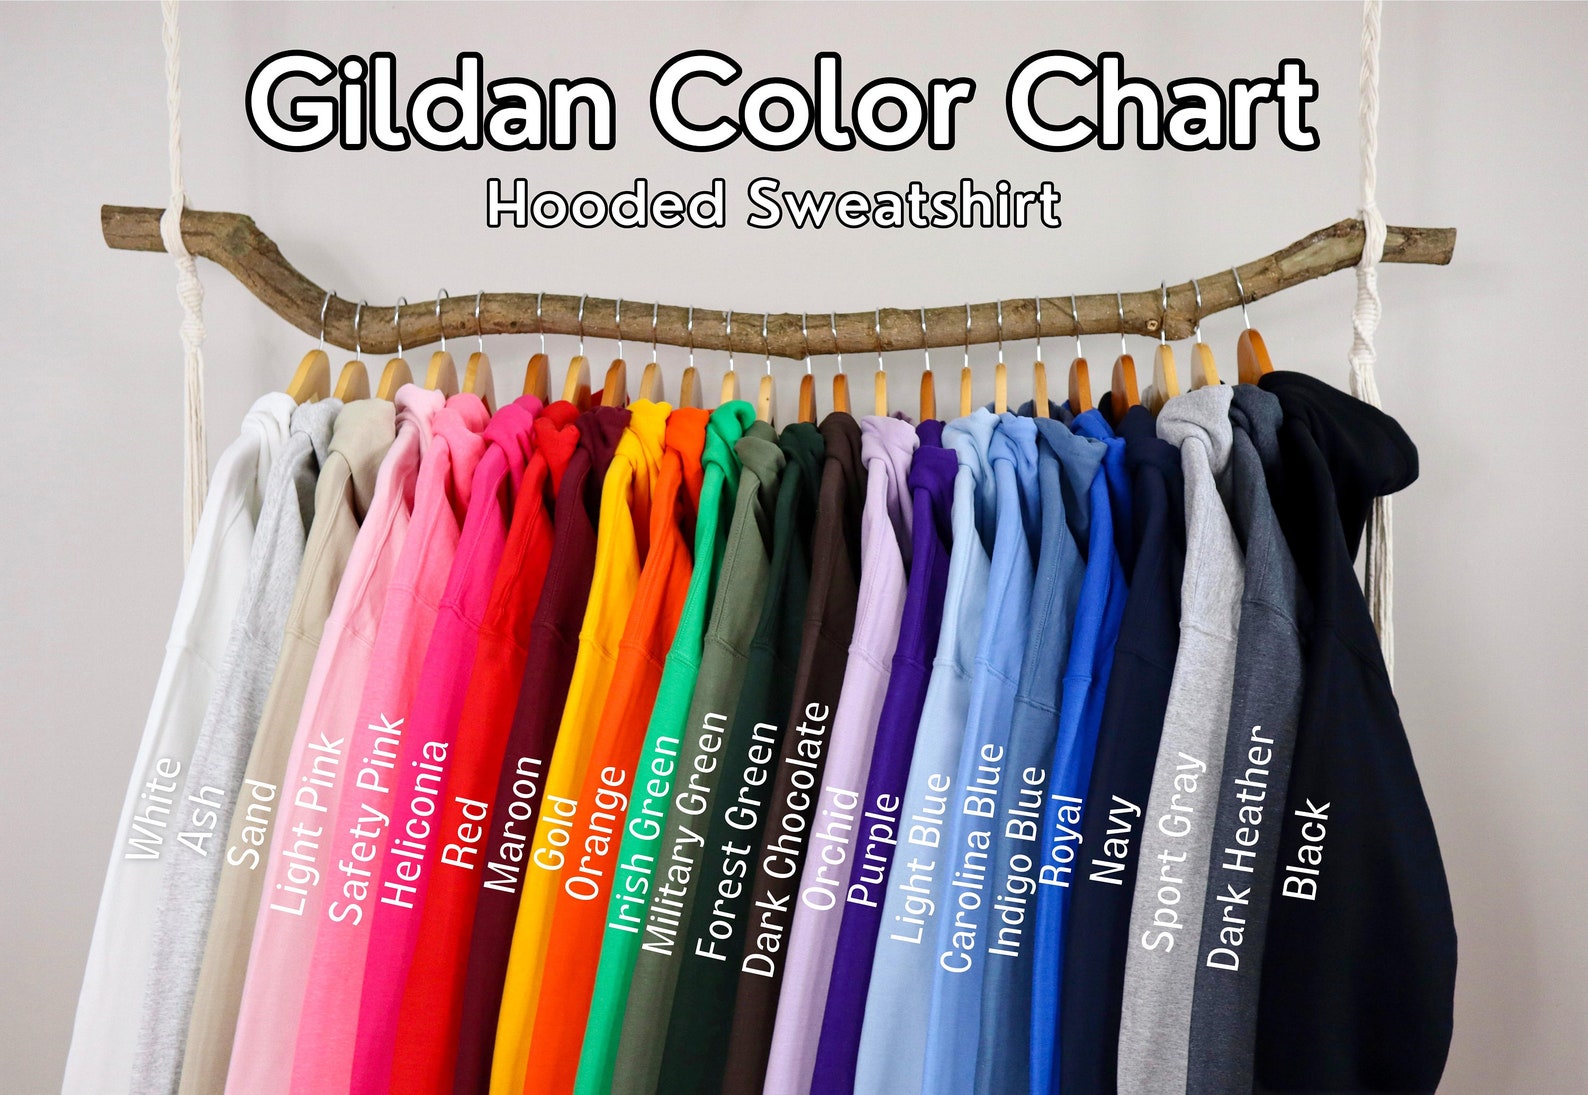 Gildan Color Chart
Hooded Sweatshirt
White
Ash
Sand
Light Pink
Safety Pink
Heliconia
Red
Maroon
Gold
Orange
Irish Green
Military Green
Forest Green
Dark Chocolate
Orchid
Purple
Light Blue
Carolina Blue
Indigo Blue
Royal
Navy
Sport Gray
Dark Heather
Black